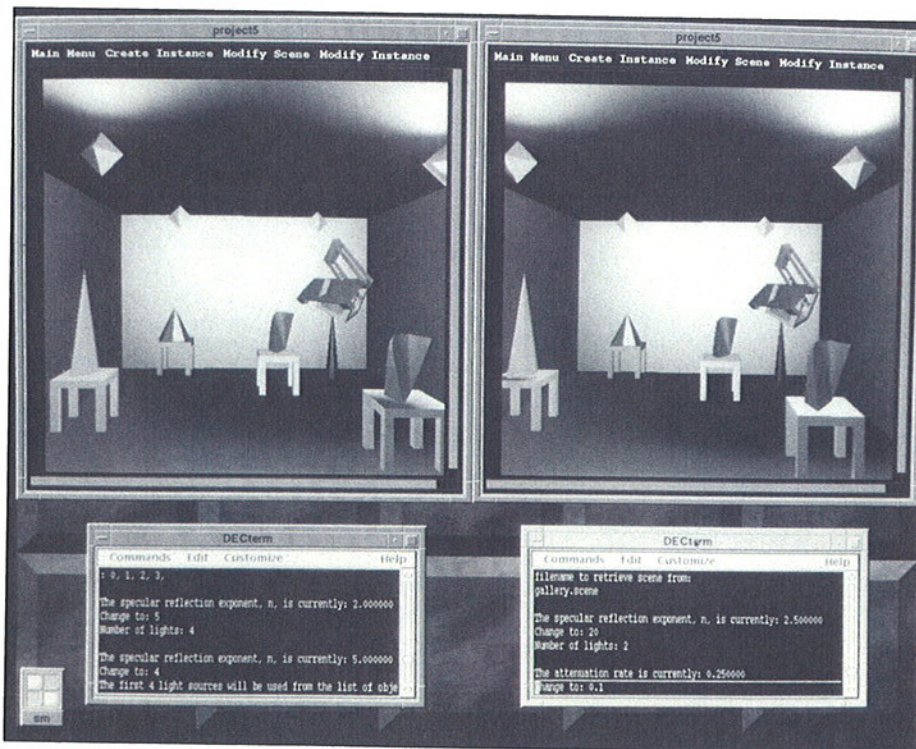 project5
Main Menu Create Instance Modify Scene Modify Instance
project5
Main Menu Create Instance Modify Scene Modify Instance
DECterm
Commands Edit Customize Help
: 0, 1, 2, 3,
The specular reflection exponent, n, is currently: 2.000000
Change to: 5
Number of lights: 4
The specular reflection exponent, n, is currently: 5.000000
Change to: 4
The first 4 light sources will be used from the list of obje
DECterm
Commands Edit Customize Help
filename to retrieve scene from:
gallery.scene
The specular reflection exponent, n, is currently: 2.500000
Change to: 20
Number of lights: 2
The attenuation rate is currently: 0.250000
Change to: 0.1
sm